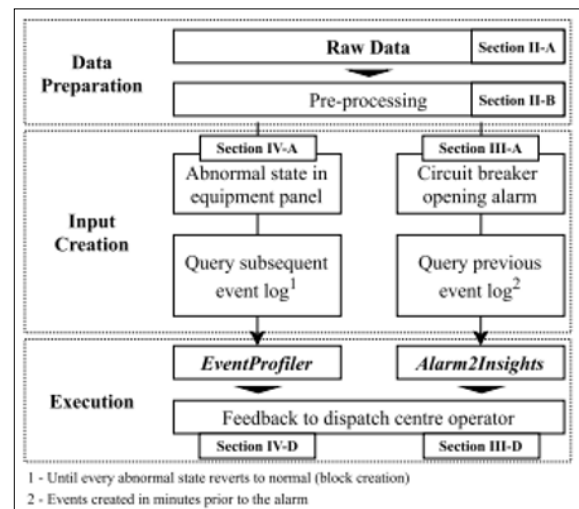 Data
Preparation
Raw Data
Section II-A
Pre-processing
Section II-B
Input
Creation
Section IV-A
Abnormal state in
equipment panel
Section III-A
Circuit breaker
opening alarm
Query subsequent
event log1
Query previous
event log2
Execution
EventProfiler
Alarm2Insights
Feedback to dispatch centre operator
Section IV-D
Section III-D
1 - Until every abnormal state reverts to normal (block creation)
2 - Events created in minutes prior to the alarm